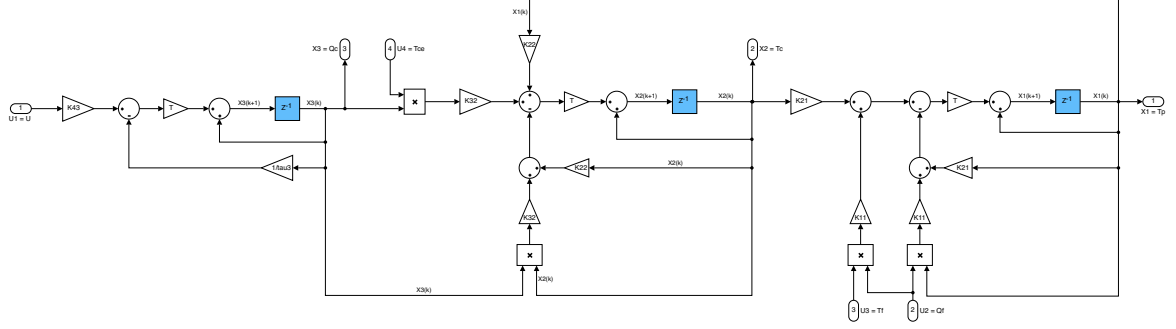 X1(k)
K22
X3 = Qc
3
4
U4 = Tce
2
X2 = Tc
1
U1 = U
K43
T
X3(k+1)
Z-1
X3(k)
K32
T
X2(k+1)
Z-1
X2(k)
K21
T
X1(k+1)
Z-1
X1(k)
1
X1 = Tp
1/tau3
K22
X2(k)
K21
K32
K11
K11
X2(k)
X3(k)
3
U3 = Tf
2
U2 = Qf